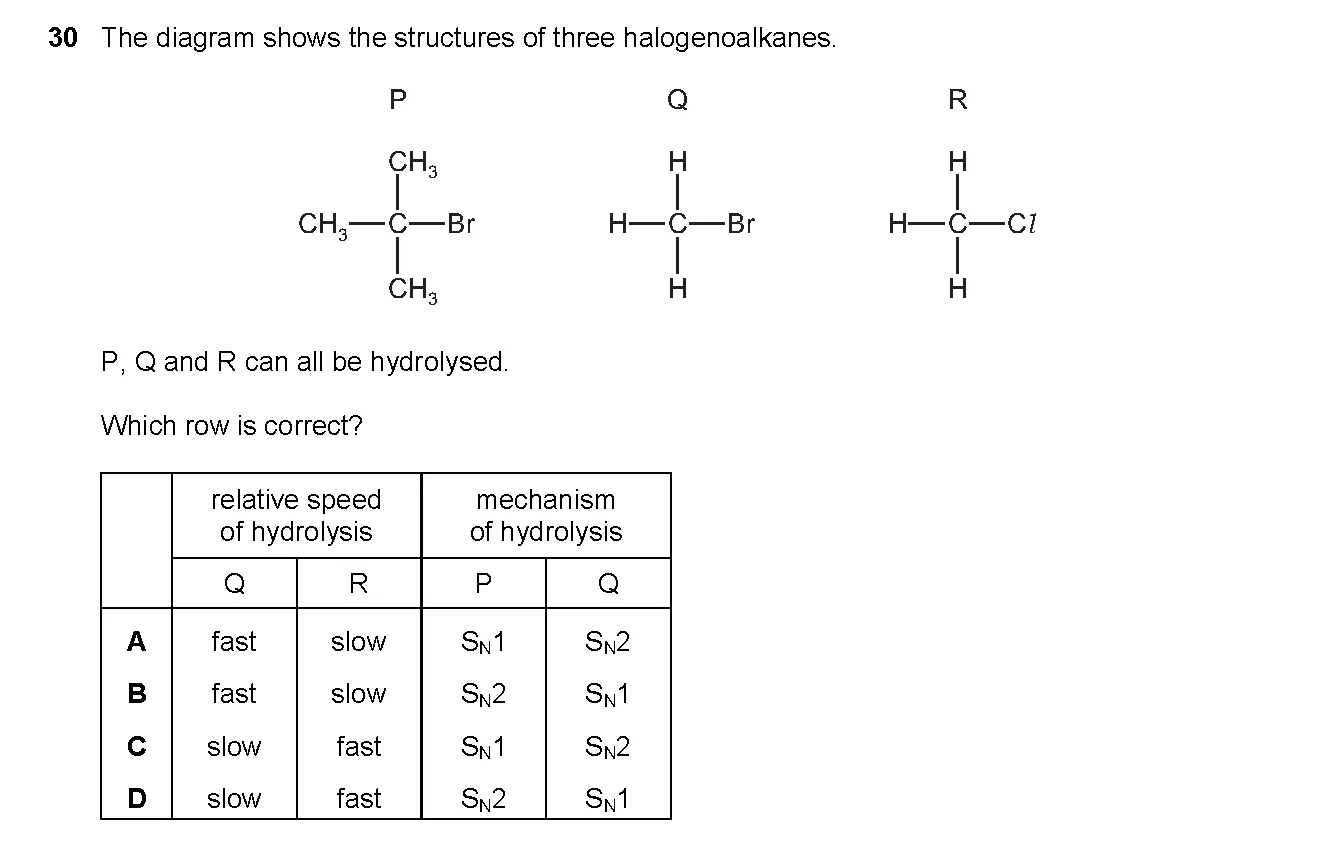 30 The diagram shows the structures of three halogenoalkanes.
P Q R
CH3 H H
CH3 C Br H C Br H C Cl
CH3 H H
P, Q and R can all be hydrolysed.
Which row is correct?
relative speed of hydrolysis mechanism of hydrolysis
Q R P Q
A fast slow SN1 SN2
B fast slow SN2 SN1
C slow fast SN1 SN2
D slow fast SN2 SN1